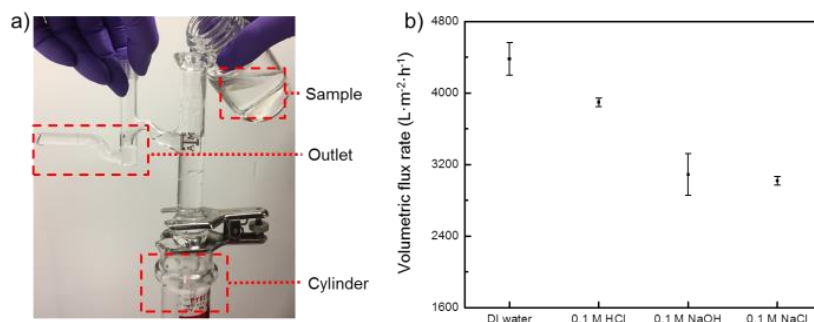 a)
Sample
Outlet
Cylinder
b)
Volumetric flux rate (L·m⁻²·h⁻¹)
4800
4000
3200
2400
1600
DI water
0.1 M HCl
0.1 M NaOH
0.1 M NaCl